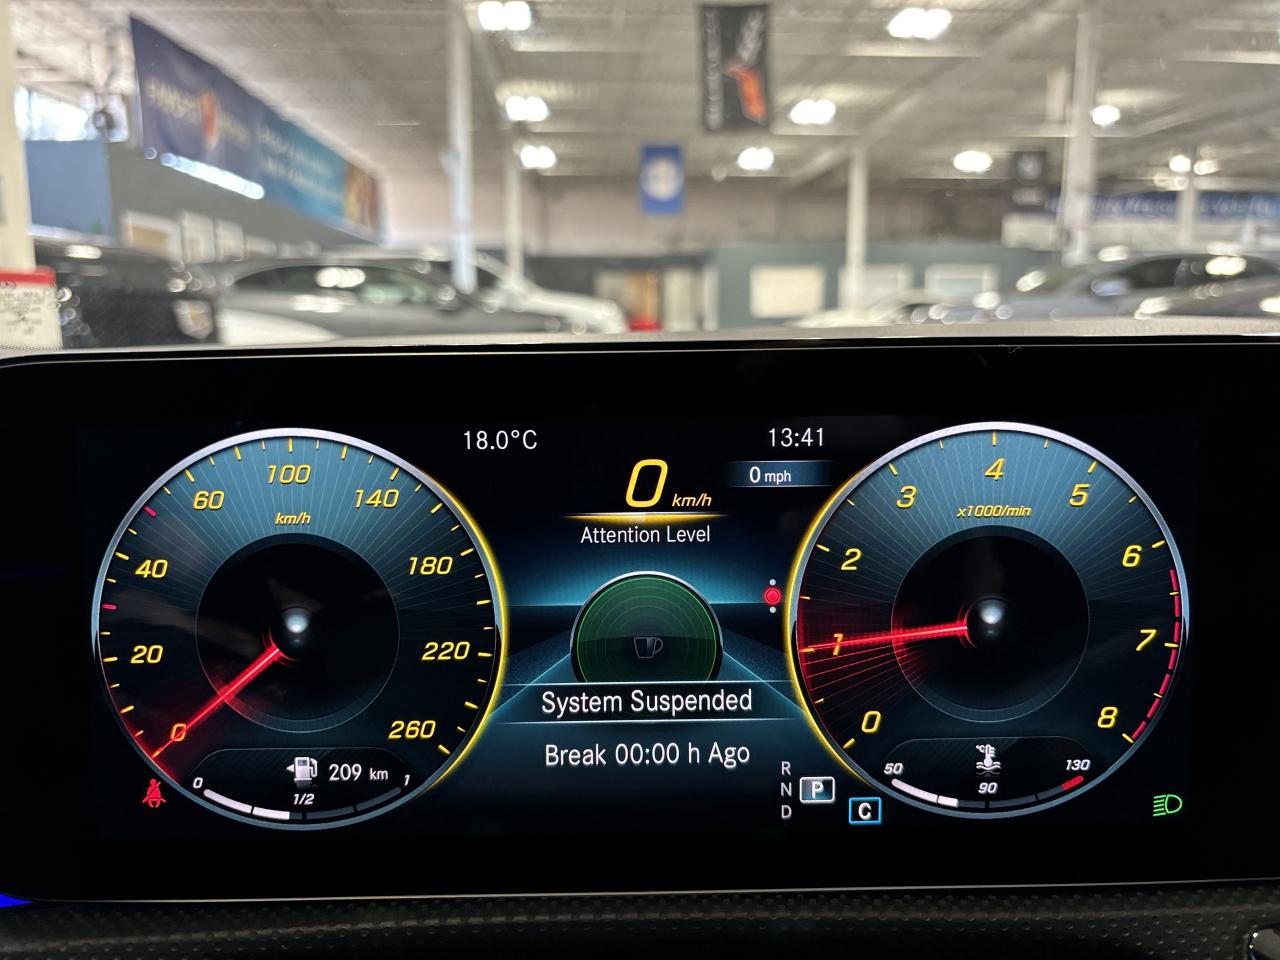 18.0°C
13:41
0 km/h
0 mph
Attention Level
System Suspended
Break 00:00 h Ago
100
60
140
km/h
40
180
20
220
0
260
0
209 km
1
1/2
4
3
5
x1000/min
2
6
1
7
0
8
50
°C
130
90
R
N
P
D
C